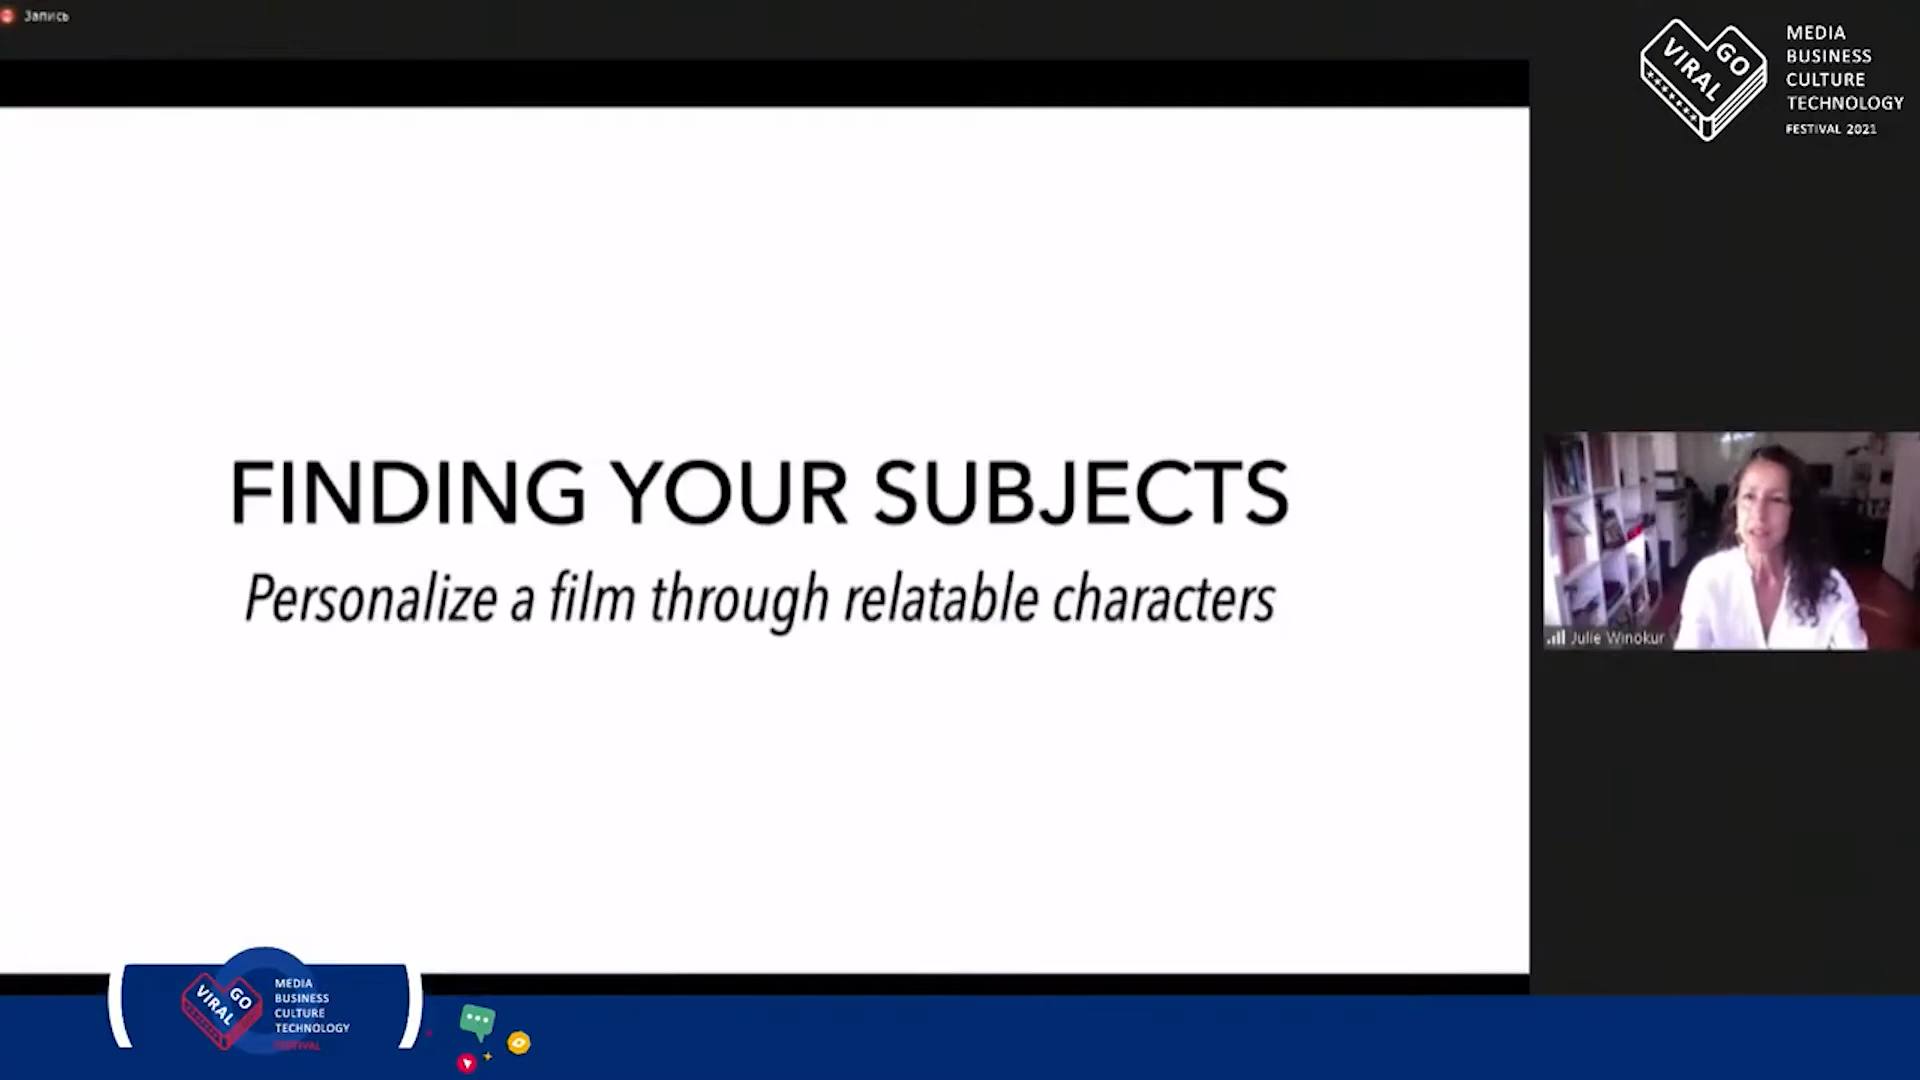 Запись
VIRAL GO
MEDIA
BUSINESS
CULTURE
TECHNOLOGY
FESTIVAL 2021
FINDING YOUR SUBJECTS
Personalize a film through relatable characters
Julie Winokur
VIRAL GO
MEDIA
BUSINESS
CULTURE
TECHNOLOGY
FESTIVAL